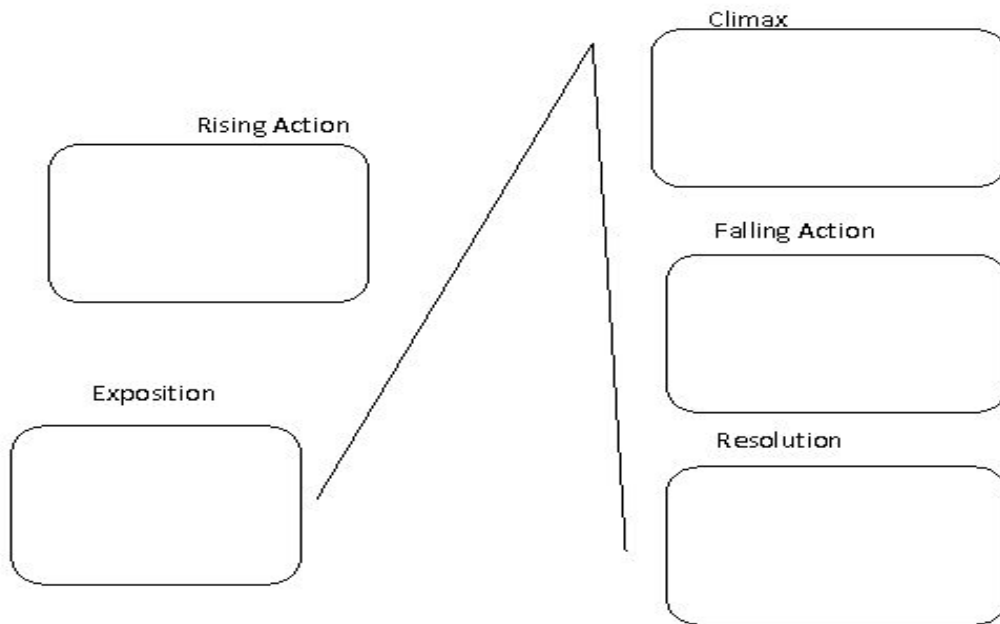 Climax
Rising Action
Falling Action
Exposition
Resolution